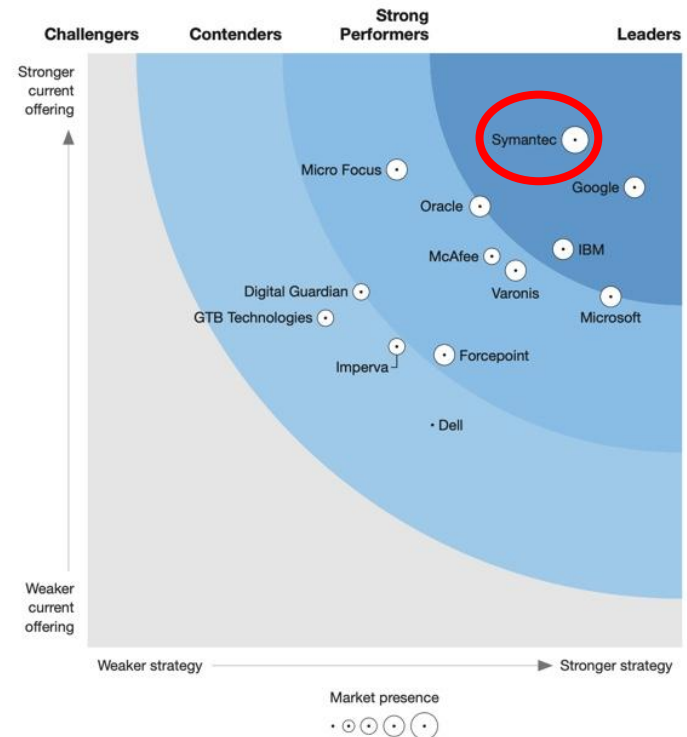 Challengers
Contenders
Strong
Performers
Leaders
Stronger
current
offering
Symantec
Micro Focus
Google
Oracle
McAfee
IBM
Varonis
Digital Guardian
Microsoft
GTB Technologies
Imperva
Forcepoint
Dell
Weaker
current
offering
Weaker strategy
Stronger strategy
Market presence